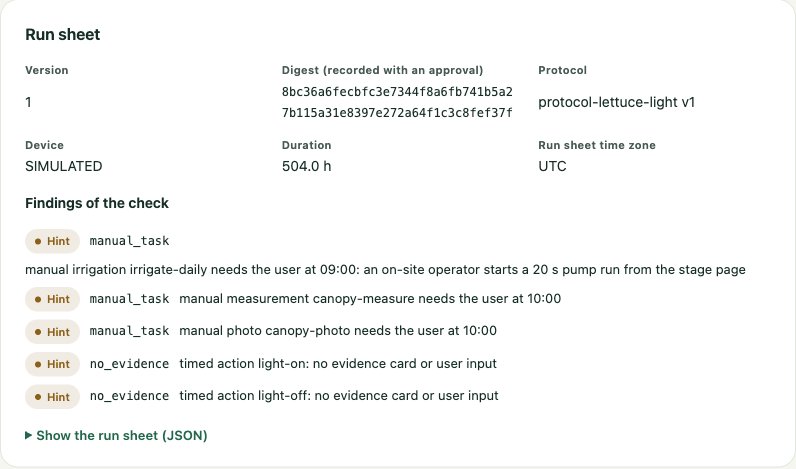 Run sheet
Version
Digest (recorded with an approval)
Protocol
1
8bc36a6fecbfc3e7344f8a6fb741b5a2
7b115a31e8397e272a64f1c3c8fef37f
protocol-lettuce-light v1
Device
Duration
Run sheet time zone
SIMULATED
504.0 h
UTC
Findings of the check
Hint manual_task
manual irrigation irrigate-daily needs the user at 09:00: an on-site operator starts a 20 s pump run from the stage page
Hint manual_task manual measurement canopy-measure needs the user at 10:00
Hint manual_task manual photo canopy-photo needs the user at 10:00
Hint no_evidence timed action light-on: no evidence card or user input
Hint no_evidence timed action light-off: no evidence card or user input
Show the run sheet (JSON)